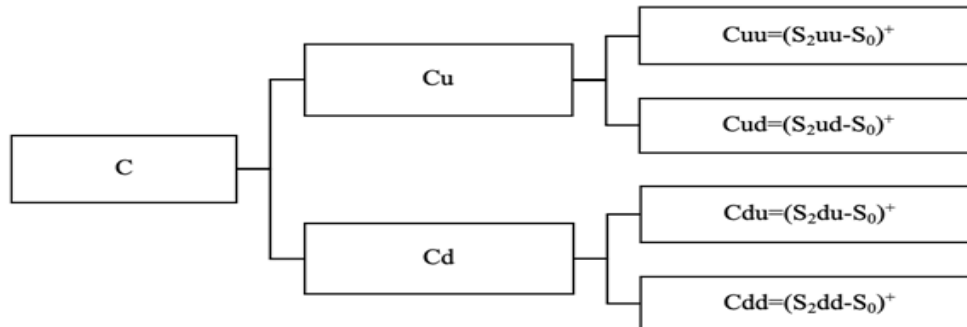 Cuu=(S₂uu-S₀)⁺
Cu
Cud=(S₂ud-S₀)⁺
C
Cdu=(S₂du-S₀)⁺
Cd
Cdd=(S₂dd-S₀)⁺